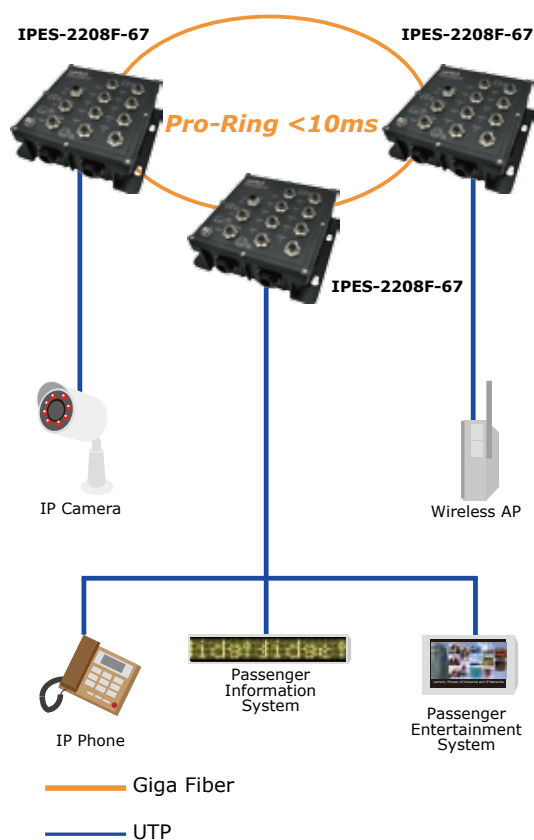 IPES-2208F-67
IPES-2208F-67
Pro-Ring <10ms
IPES-2208F-67
IP Camera
Wireless AP
IP Phone
Passenger
Information
System
Passenger
Entertainment
System
Giga Fiber
UTP